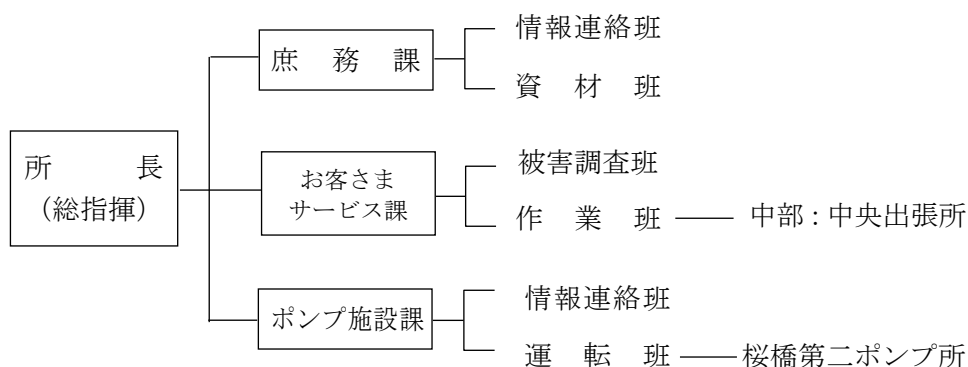 所長
(総指揮)
庶務課
情報連絡班
資材班
お客さま
サービス課
被害調査班
作業班
中部:中央出張所
ポンプ施設課
情報連絡班
運転班
桜橋第二ポンプ所